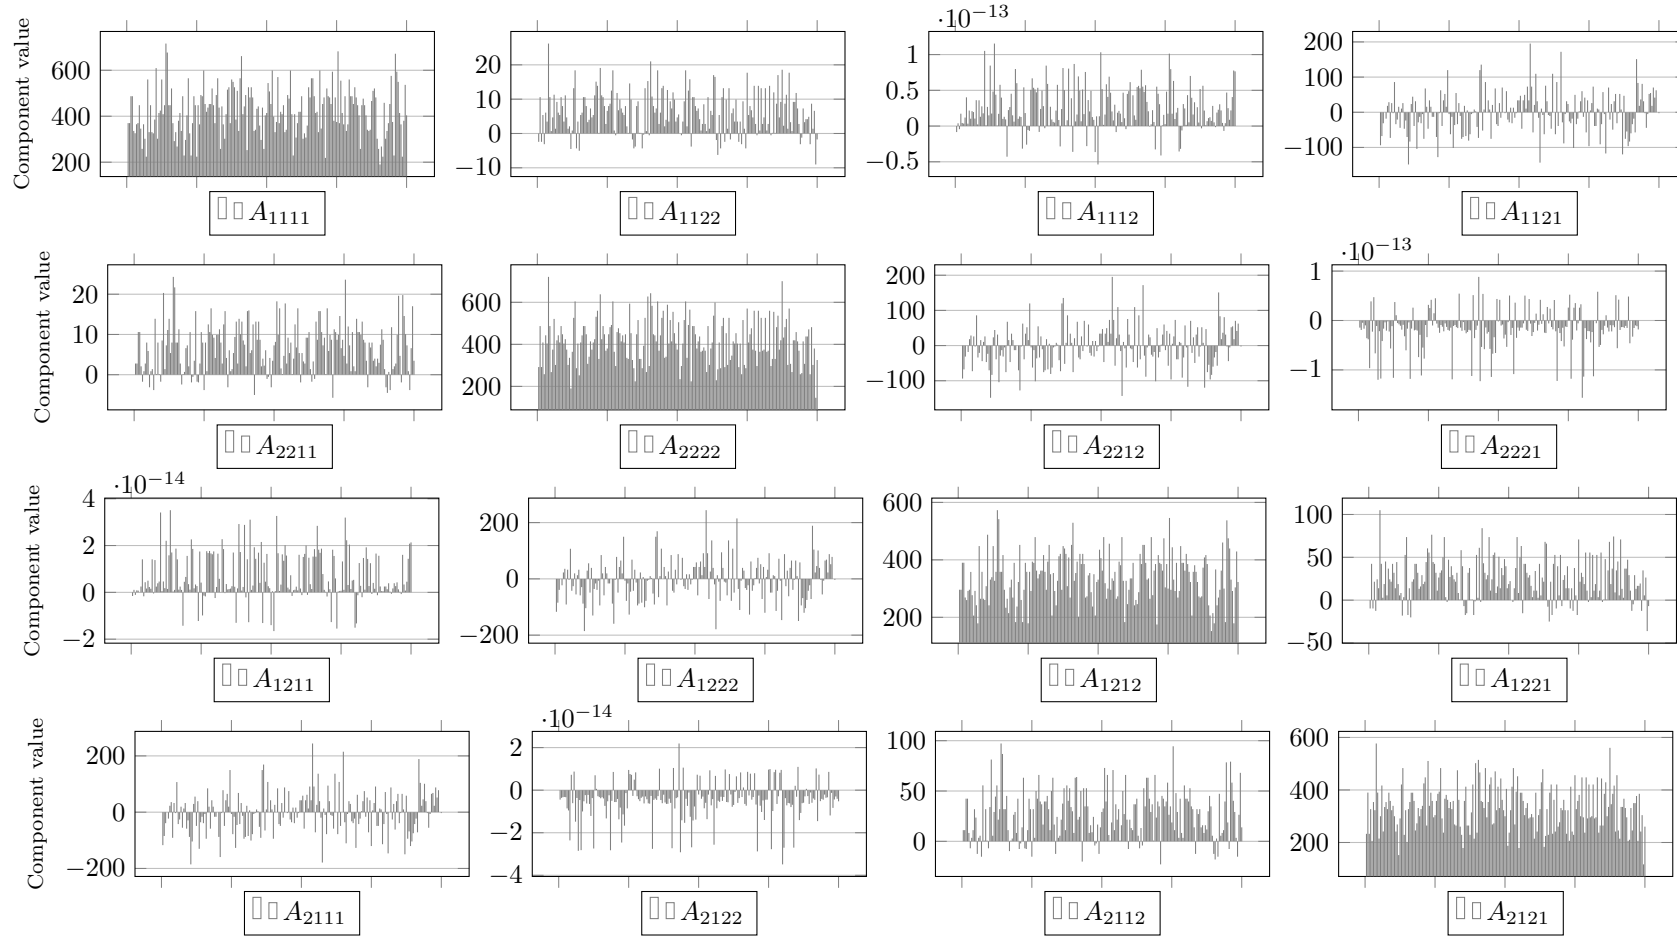 Component value
600
400
200
A1111
20
10
0
−10
A1122
·10−13
1
0.5
0
−0.5
A1112
200
100
0
−100
A1121
Component value
20
10
0
A2211
600
400
200
A2222
200
100
0
−100
A2212
·10−13
1
0
−1
A2221
Component value
·10−14
4
2
0
−2
A1211
200
0
−200
A1222
600
400
200
A1212
100
50
0
−50
A1221
Component value
200
0
−200
A2111
·10−14
2
0
−2
−4
A2122
100
50
0
A2112
600
400
200
A2121